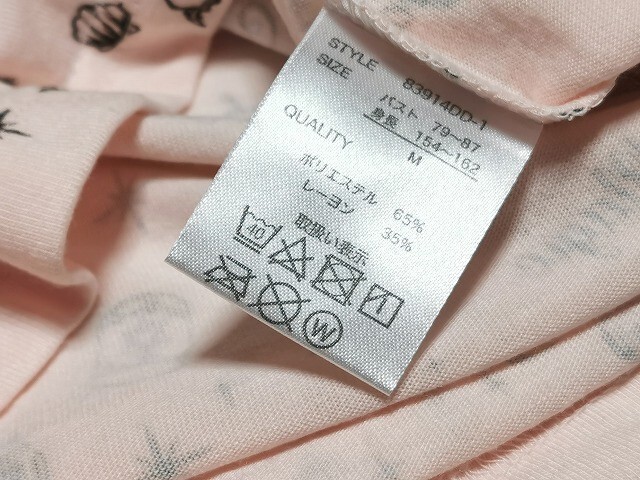 STYLE 83914DD-1
SIZE バスト 79~87
身長 154~162
M
QUALITY
ポリエステル 65%
レーヨン 35%
取扱い表示
40
W